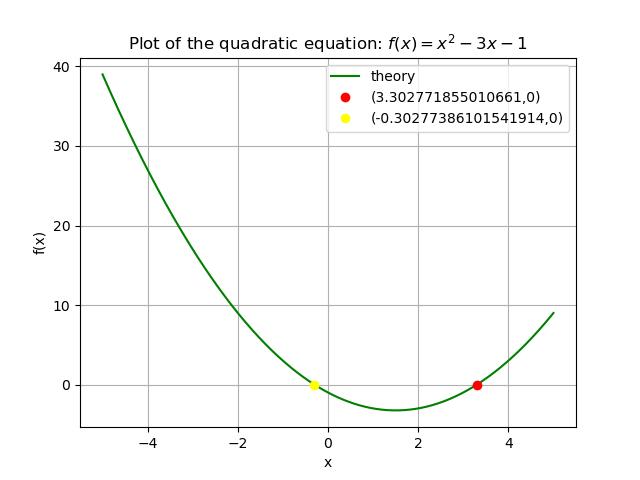 Plot of the quadratic equation: f(x) = x² − 3x − 1
theory
(3.302771855010661,0)
(-0.30277386101541914,0)
40
30
20
10
0
f(x)
−4 −2 0 2 4
x